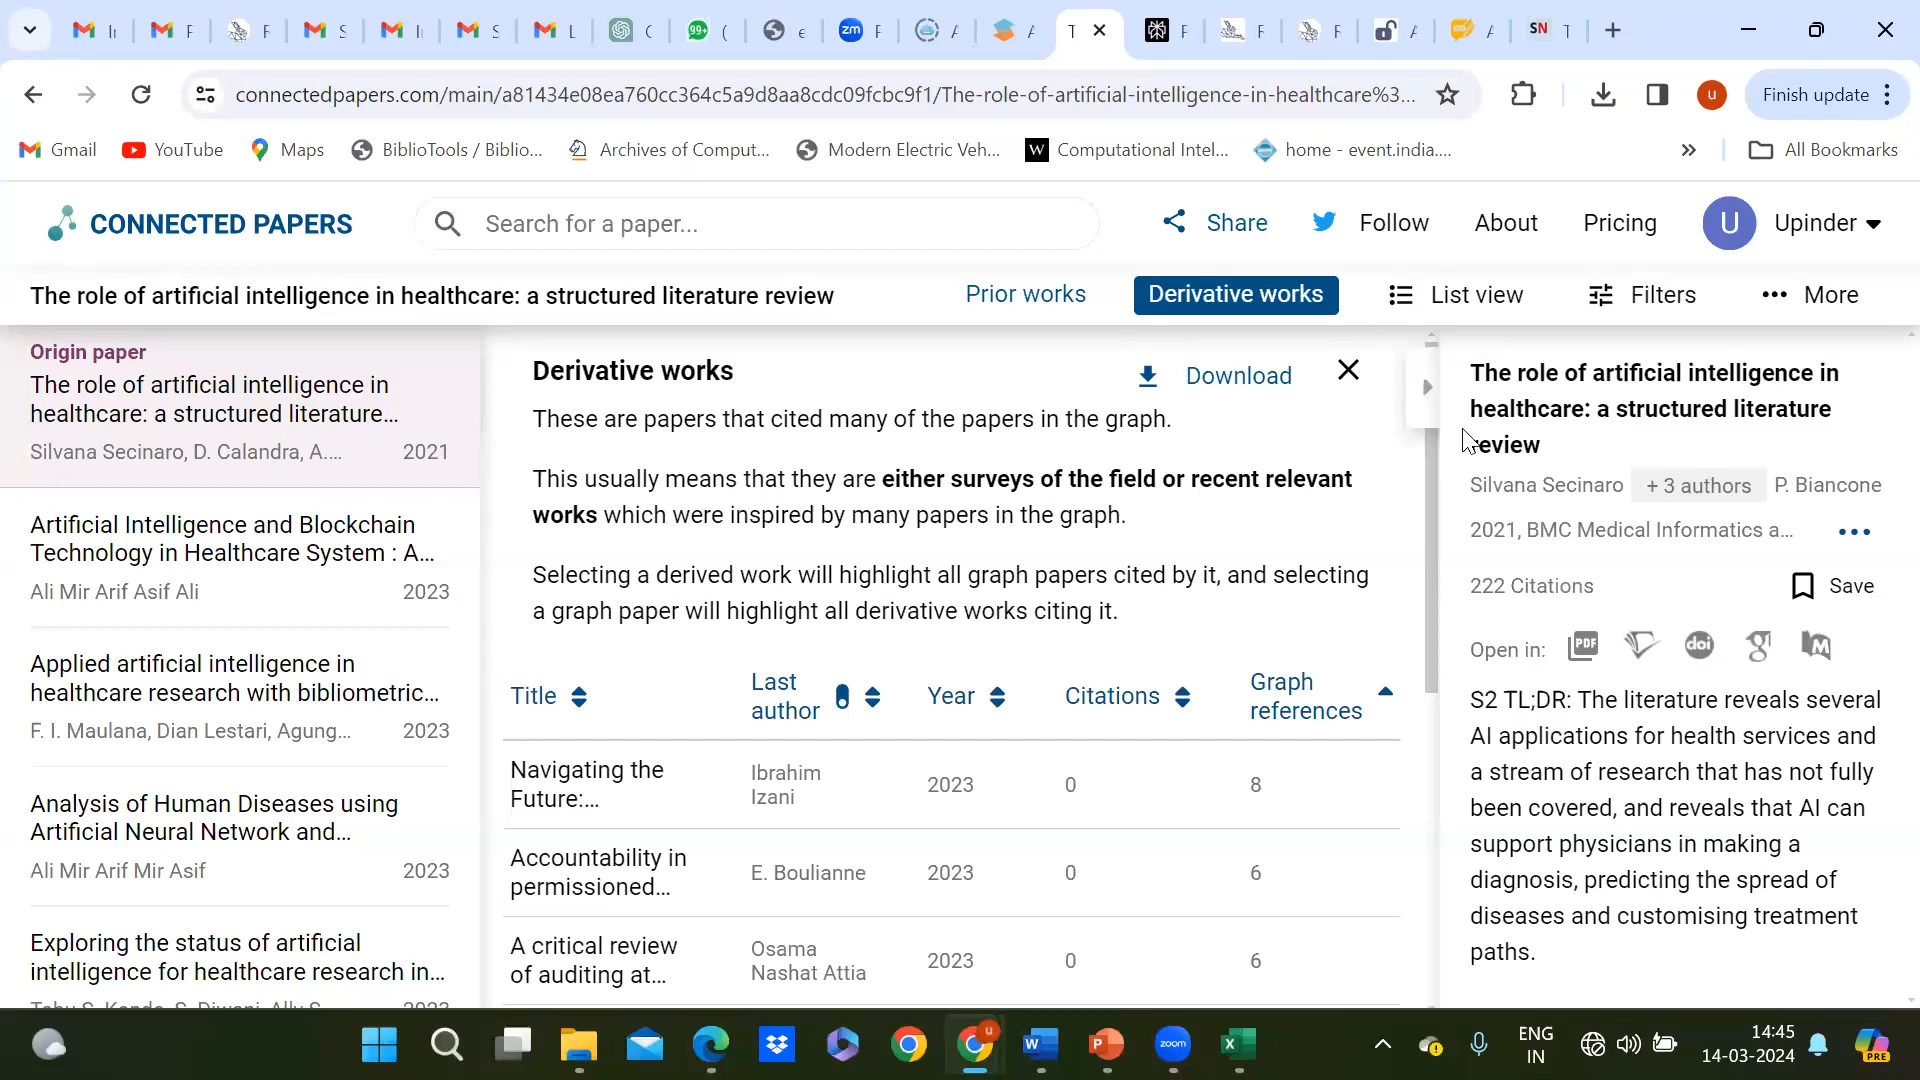 connectedpapers.com/main/a81434e08ea760cc364c5a9d8aa8cdc09fcbc9f1/The-role-of-artificial-intelligence-in-healthcare%3...
Finish update
Gmail
YouTube
Maps
BiblioTools / Biblio...
Archives of Comput...
Modern Electric Veh...
Computational Intel...
home - event.india....
All Bookmarks
CONNECTED PAPERS
Search for a paper...
Share
Follow
About
Pricing
U
Upinder
The role of artificial intelligence in healthcare: a structured literature review
Prior works
Derivative works
List view
Filters
More
Origin paper
The role of artificial intelligence in
healthcare: a structured literature...
Silvana Secinaro, D. Calandra, A....
2021
Artificial Intelligence and Blockchain
Technology in Healthcare System : A...
Ali Mir Arif Asif Ali
2023
Applied artificial intelligence in
healthcare research with bibliometric...
F. I. Maulana, Dian Lestari, Agung...
2023
Analysis of Human Diseases using
Artificial Neural Network and...
Ali Mir Arif Mir Asif
2023
Exploring the status of artificial
intelligence for healthcare research in...
Derivative works
Download
These are papers that cited many of the papers in the graph.
This usually means that they are either surveys of the field or recent relevant
works which were inspired by many papers in the graph.
Selecting a derived work will highlight all graph papers cited by it, and selecting
a graph paper will highlight all derivative works citing it.
Title
Last
author
Year
Citations
Graph
references
Navigating the
Future:...
Ibrahim
Izani
2023
0
8
Accountability in
permissioned...
E. Boulianne
2023
0
6
A critical review
of auditing at...
Osama
Nashat Attia
2023
0
6
The role of artificial intelligence in
healthcare: a structured literature
review
Silvana Secinaro
+ 3 authors
P. Biancone
2021, BMC Medical Informatics a...
222 Citations
Save
Open in:
PDF
doi
S2 TL;DR: The literature reveals several
AI applications for health services and
a stream of research that has not fully
been covered, and reveals that AI can
support physicians in making a
diagnosis, predicting the spread of
diseases and customising treatment
paths.
ENG
IN
14:45
14-03-2024